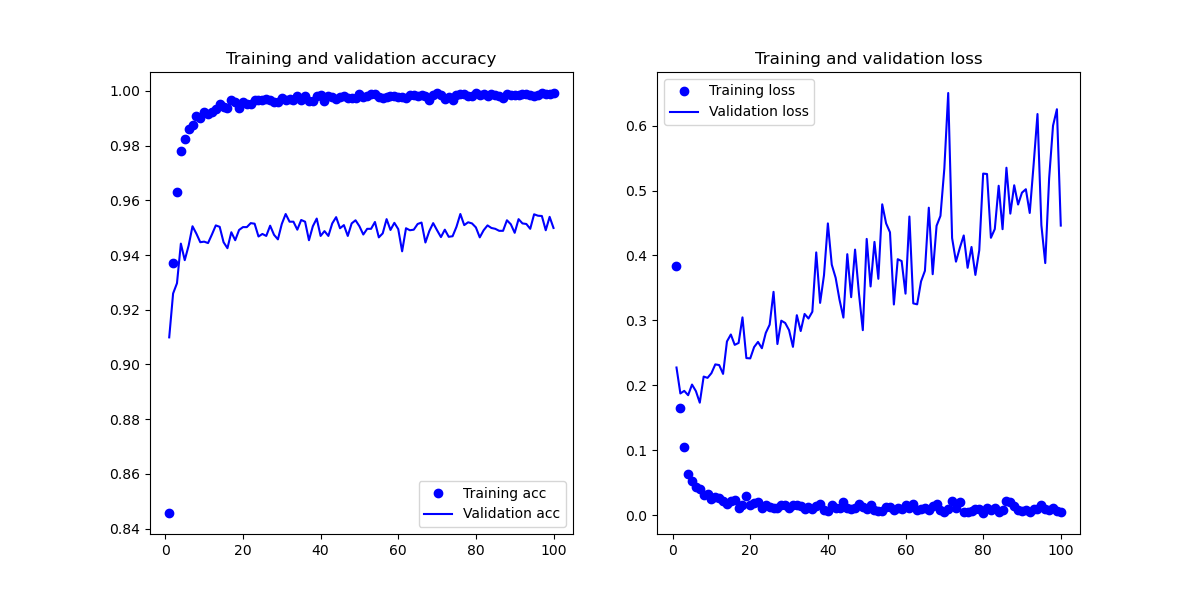 Training and validation accuracy
1.00
0.98
0.96
0.94
0.92
0.90
0.88
0.86
0.84
0 20 40 60 80 100
Training acc
Validation acc
Training and validation loss
Training loss
Validation loss
0.6
0.5
0.4
0.3
0.2
0.1
0.0
0 20 40 60 80 100